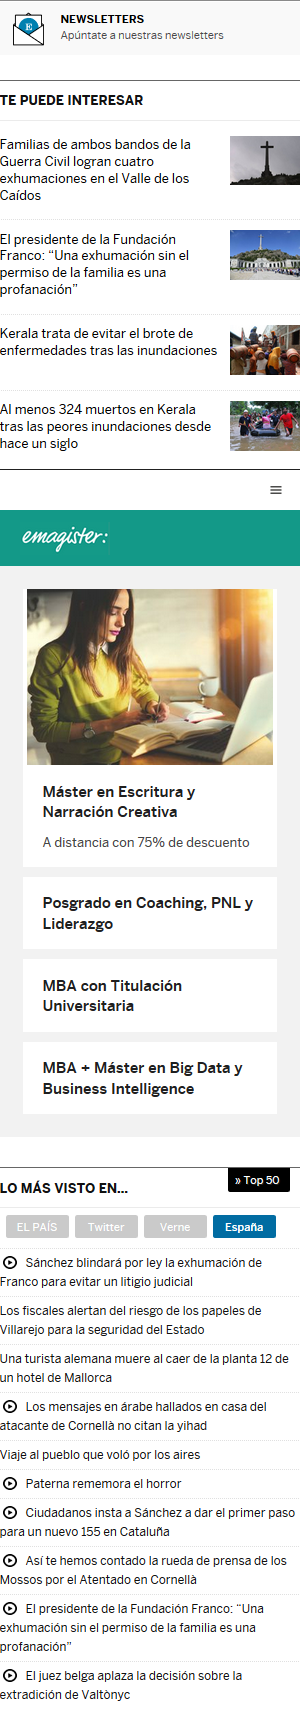 NEWSLETTERS
Apúntate a nuestras newsletters
TE PUEDE INTERESAR
Familias de ambos bandos de la
Guerra Civil logran cuatro
exhumaciones en el Valle de los
Caídos
El presidente de la Fundación
Franco: “Una exhumación sin el
permiso de la familia es una
profanación”
Kerala trata de evitar el brote de
enfermedades tras las inundaciones
Al menos 324 muertos en Kerala
tras las peores inundaciones desde
hace un siglo
emagister:
Máster en Escritura y
Narración Creativa
A distancia con 75% de descuento
Posgrado en Coaching, PNL y
Liderazgo
MBA con Titulación
Universitaria
MBA + Máster en Big Data y
Business Intelligence
» Top 50
LO MÁS VISTO EN...
EL PAÍS Twitter Verne España
Sánchez blindará por ley la exhumación de
Franco para evitar un litigio judicial
Los fiscales alertan del riesgo de los papeles de
Villarejo para la seguridad del Estado
Una turista alemana muere al caer de la planta 12 de
un hotel de Mallorca
Los mensajes en árabe hallados en casa del
atacante de Cornellà no citan la yihad
Viaje al pueblo que voló por los aires
Paterna rememora el horror
Ciudadanos insta a Sánchez a dar el primer paso
para un nuevo 155 en Cataluña
Así te hemos contado la rueda de prensa de los
Mossos por el Atentado en Cornellà
El presidente de la Fundación Franco: “Una
exhumación sin el permiso de la familia es una
profanación”
El juez belga aplaza la decisión sobre la
extradición de Valtònyc